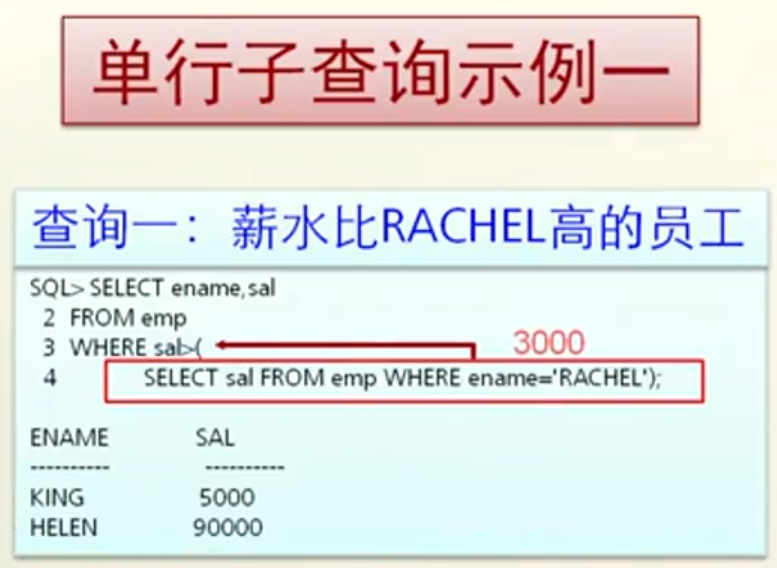 单行子查询示例一
查询一：薪水比RACHEL高的员工
SQL> SELECT ename,sal
2 FROM emp
3 WHERE sal>(
3000
4 SELECT sal FROM emp WHERE ename='RACHEL');
ENAME SAL
---------- ----------
KING 5000
HELEN 90000